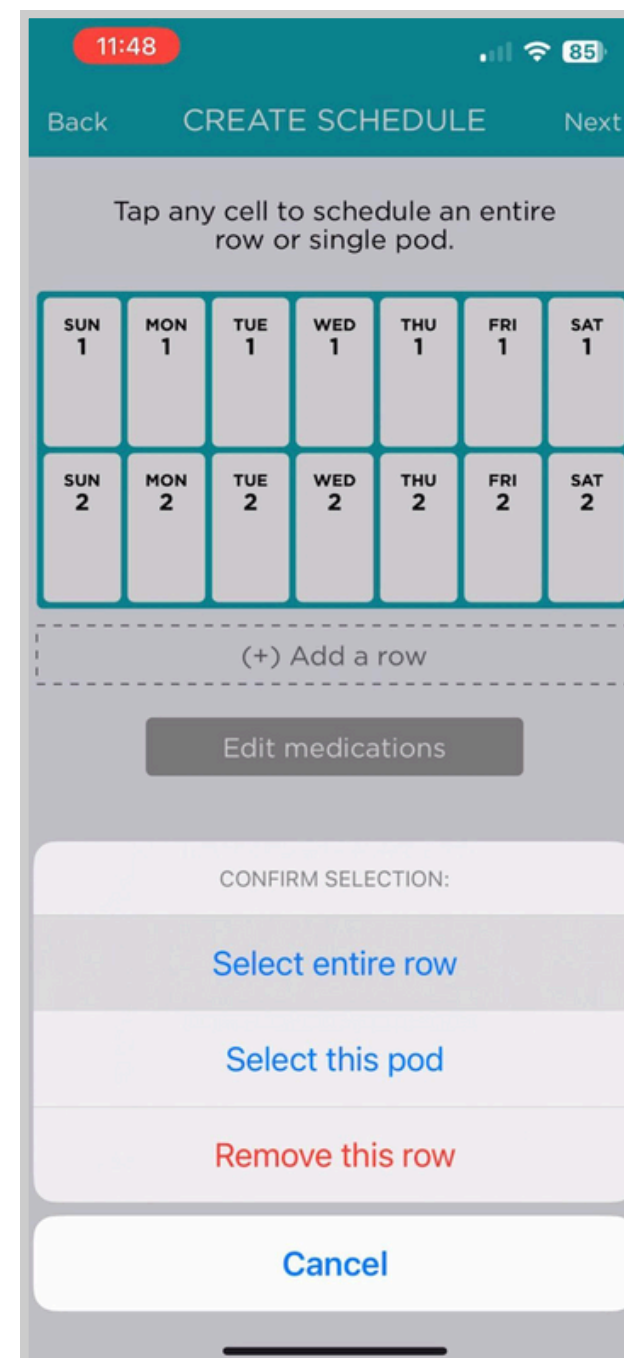 11:48 85
Back CREATE SCHEDULE Next
Tap any cell to schedule an entire
row or single pod.
SUN MON TUE WED THU FRI SAT
1 1 1 1 1 1 1
SUN MON TUE WED THU FRI SAT
2 2 2 2 2 2 2
(+) Add a row
Edit medications
CONFIRM SELECTION:
Select entire row
Select this pod
Remove this row
Cancel